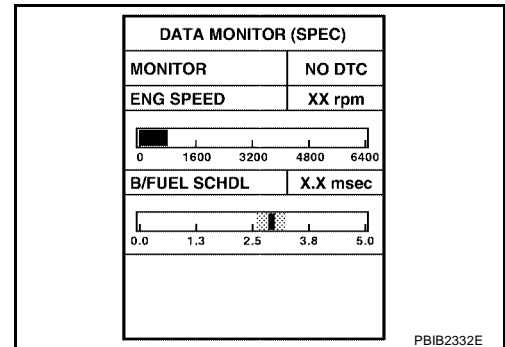 DATA MONITOR (SPEC)
MONITOR NO DTC
ENG SPEED XX rpm
0 1600 3200 4800 6400
B/FUEL SCHDL X.X msec
0.0 1.3 2.5 3.8 5.0
PBIB2332E